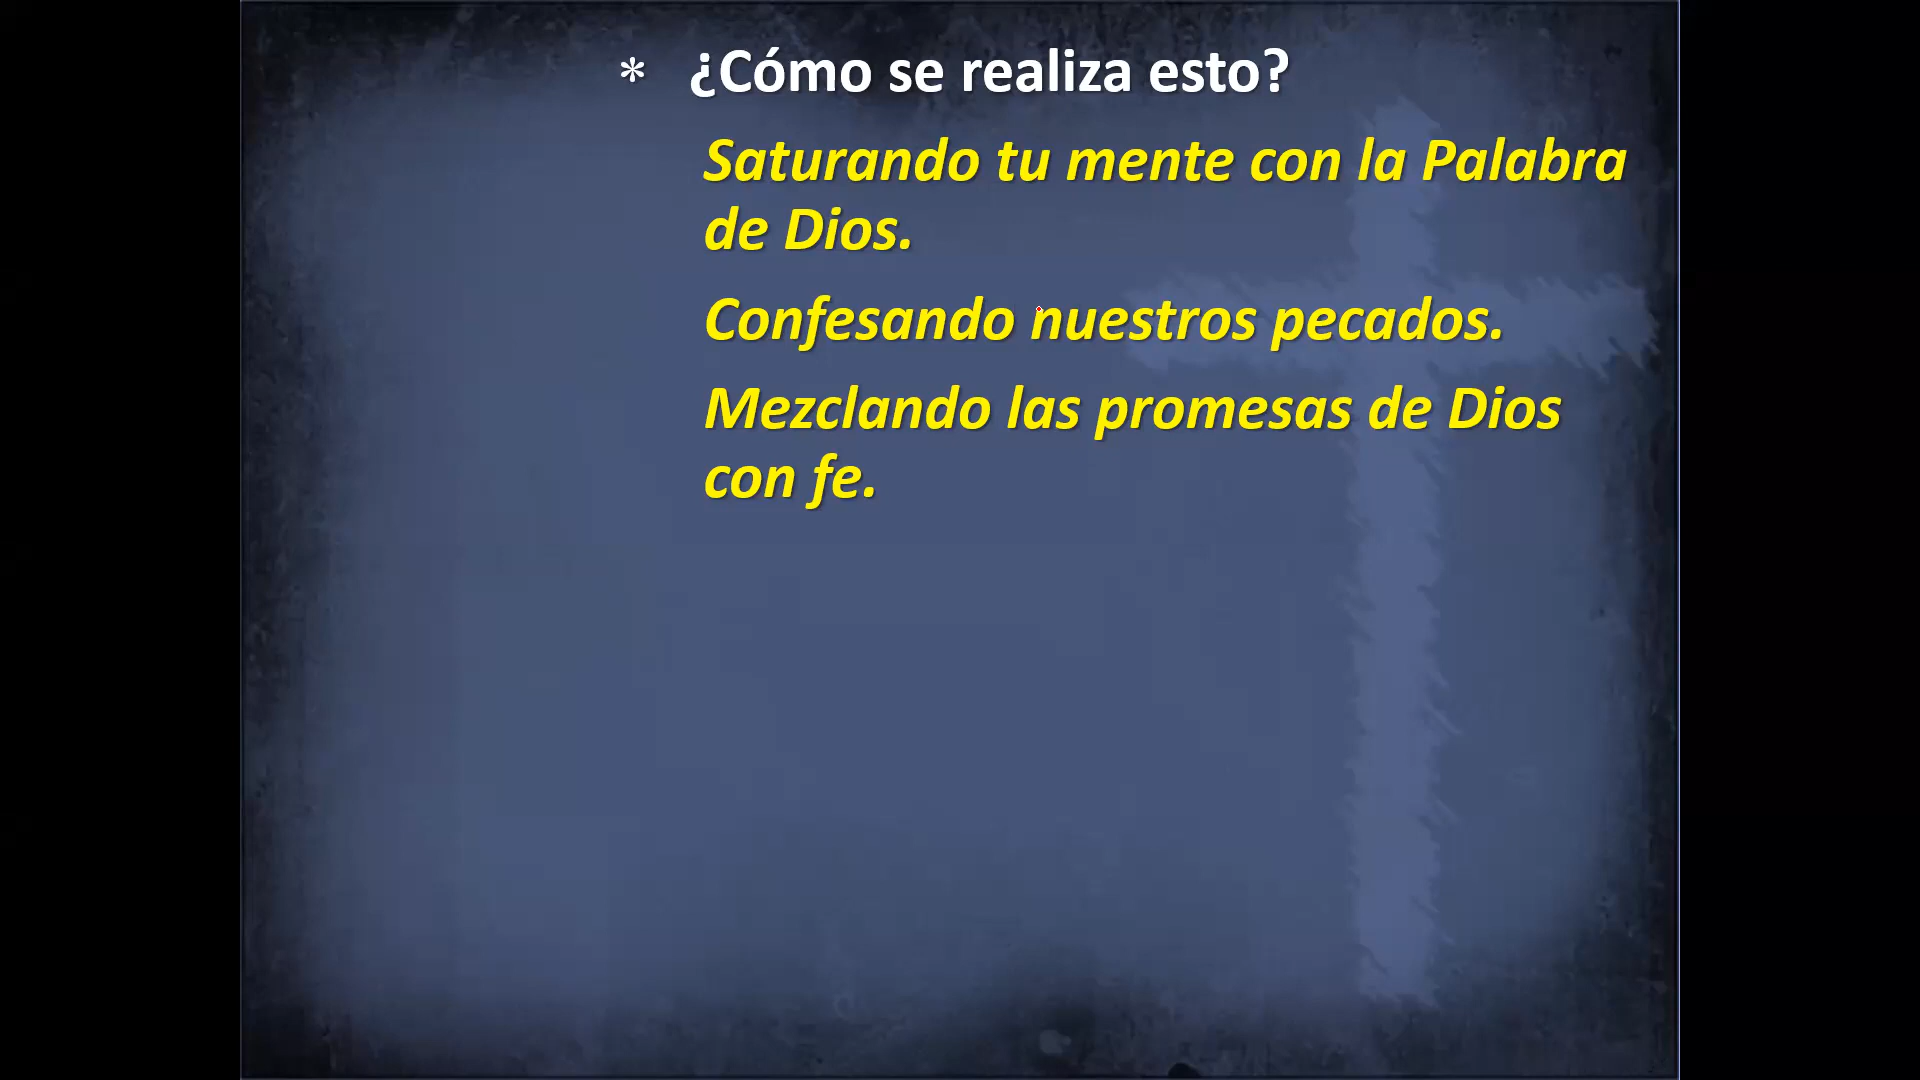 * ¿Cómo se realiza esto?
Saturando tu mente con la Palabra
de Dios.
Confesando nuestros pecados.
Mezclando las promesas de Dios
con fe.